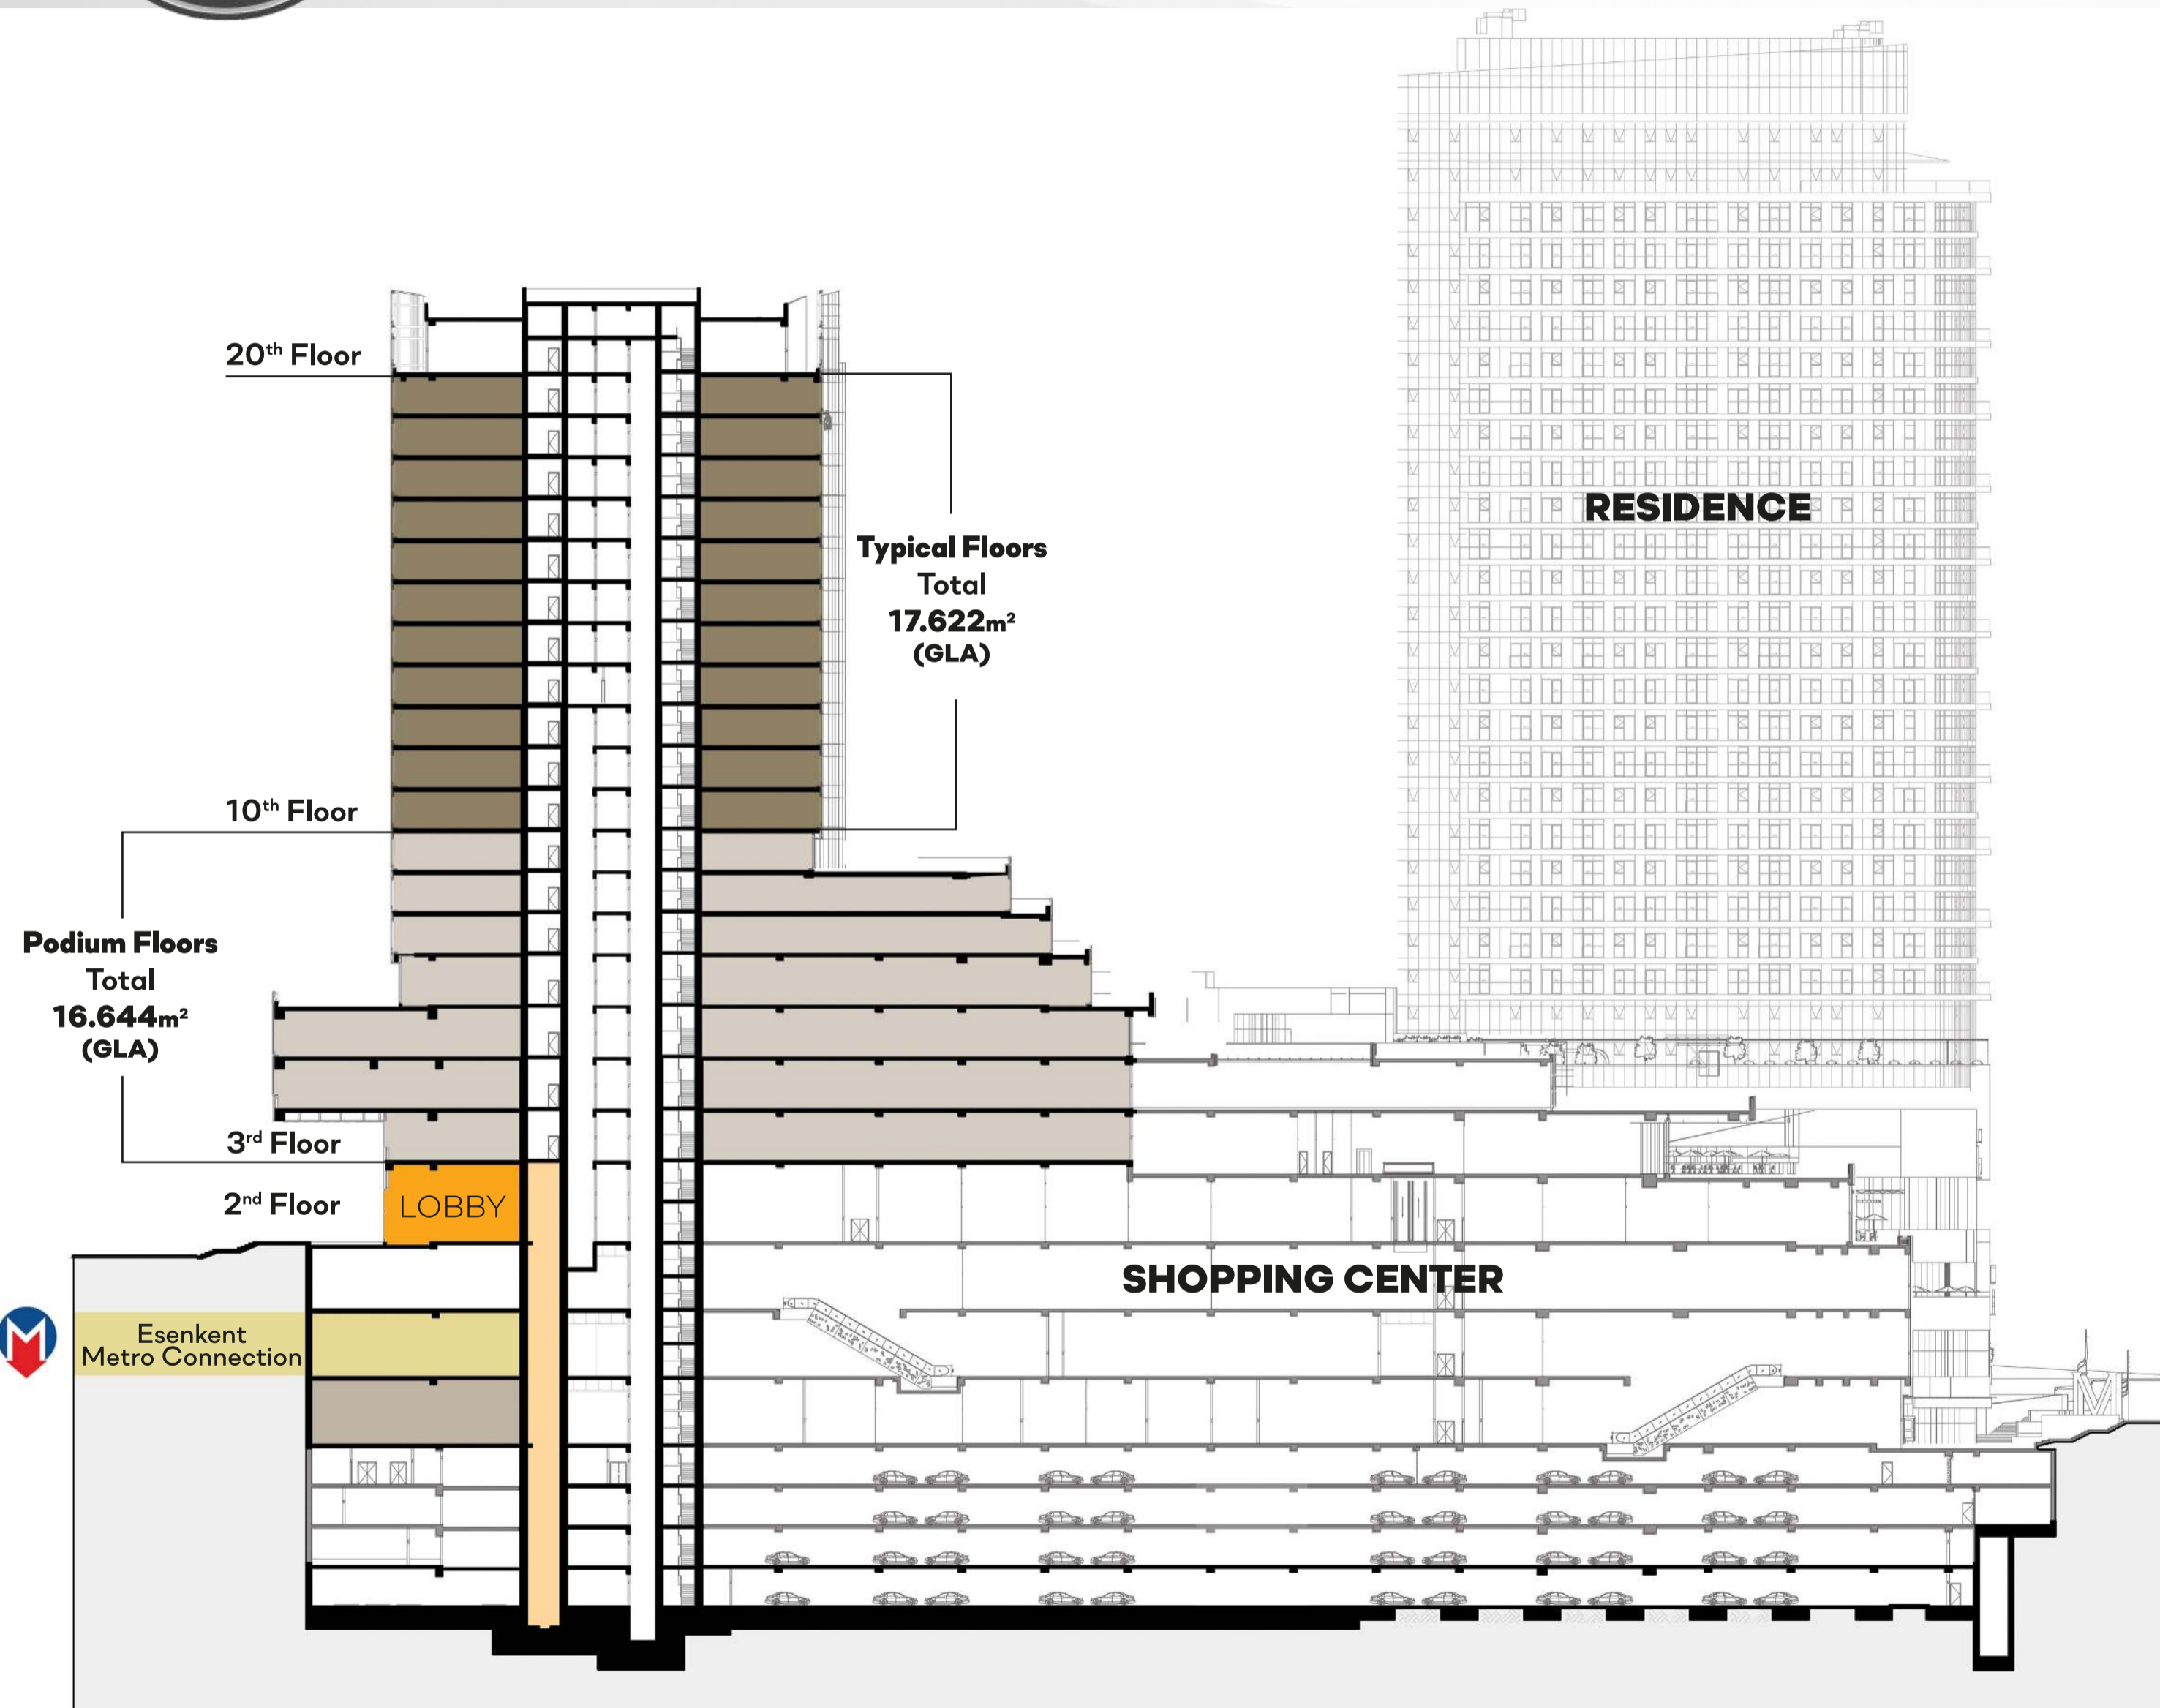 20th Floor
Typical Floors
Total
17.622m²
(GLA)
RESIDENCE
10th Floor
Podium Floors
Total
16.644m²
(GLA)
3rd Floor
2nd Floor
LOBBY
SHOPPING CENTER
M
Esenkent
Metro Connection